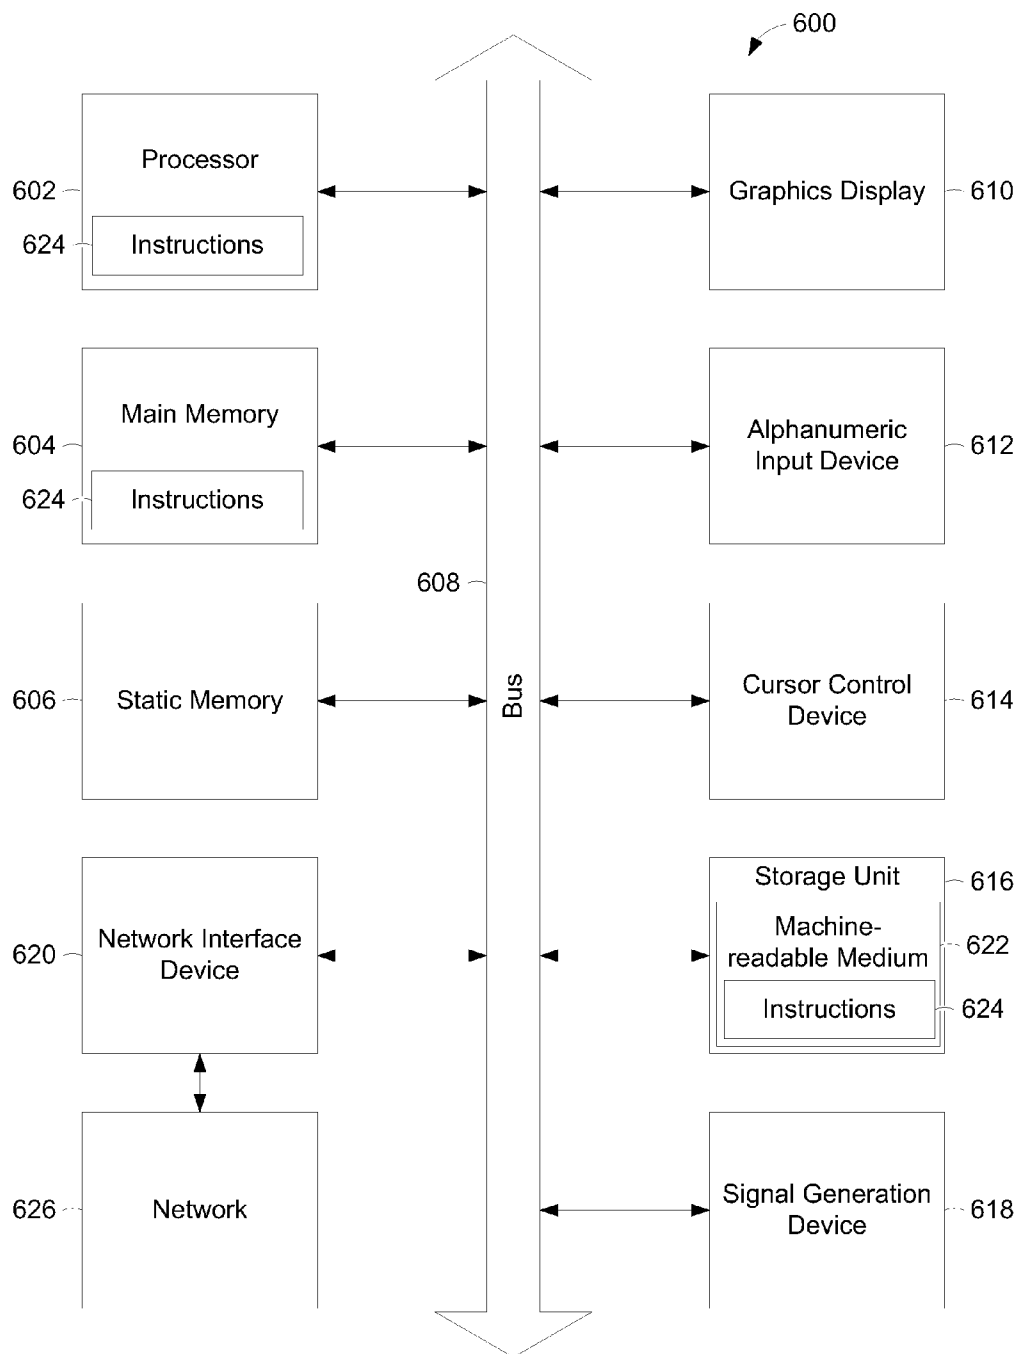 600
Processor
602
624
Instructions
Graphics Display
610
Main Memory
604
624
Instructions
Alphanumeric
Input Device
612
608
606
Static Memory
Bus
Cursor Control
Device
614
620
Network Interface
Device
Storage Unit
616
Machine-
readable Medium
622
Instructions
624
626
Network
Signal Generation
Device
618